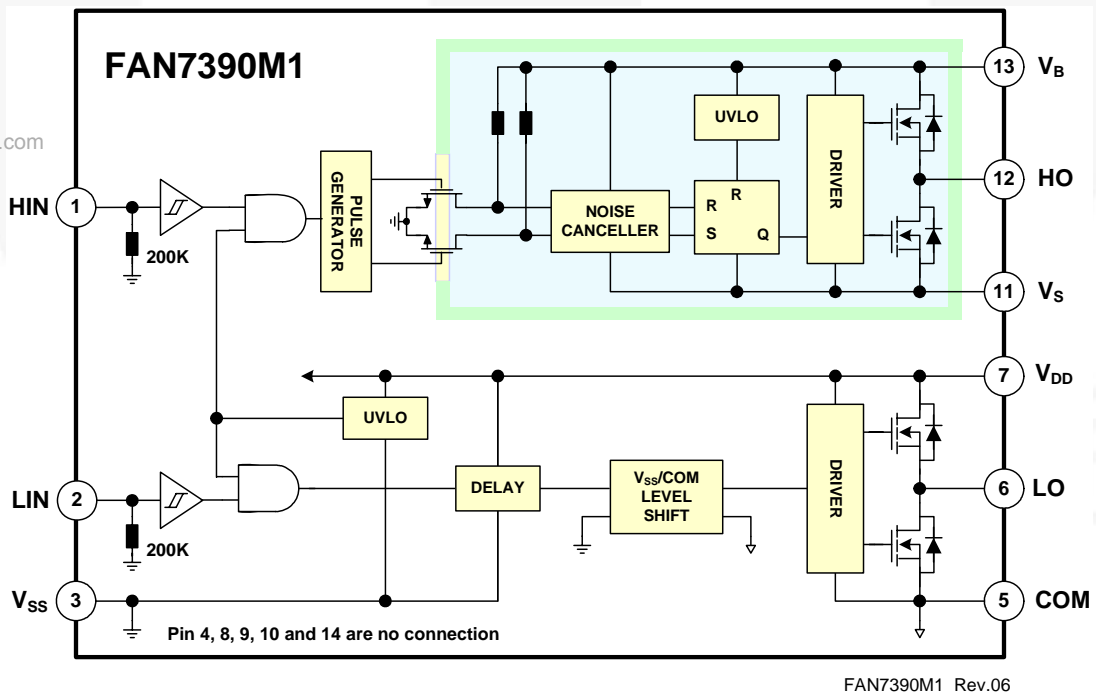 FAN7390M1
.com
HIN
1
200K
PULSE GENERATOR
NOISE
CANCELLER
UVLO
R
R
S
Q
DRIVER
13
VB
12
HO
11
VS
7
VDD
UVLO
LIN
2
200K
DELAY
VSS/COM
LEVEL
SHIFT
DRIVER
6
LO
VSS
3
5
COM
Pin 4, 8, 9, 10 and 14 are no connection
FAN7390M1 Rev.06